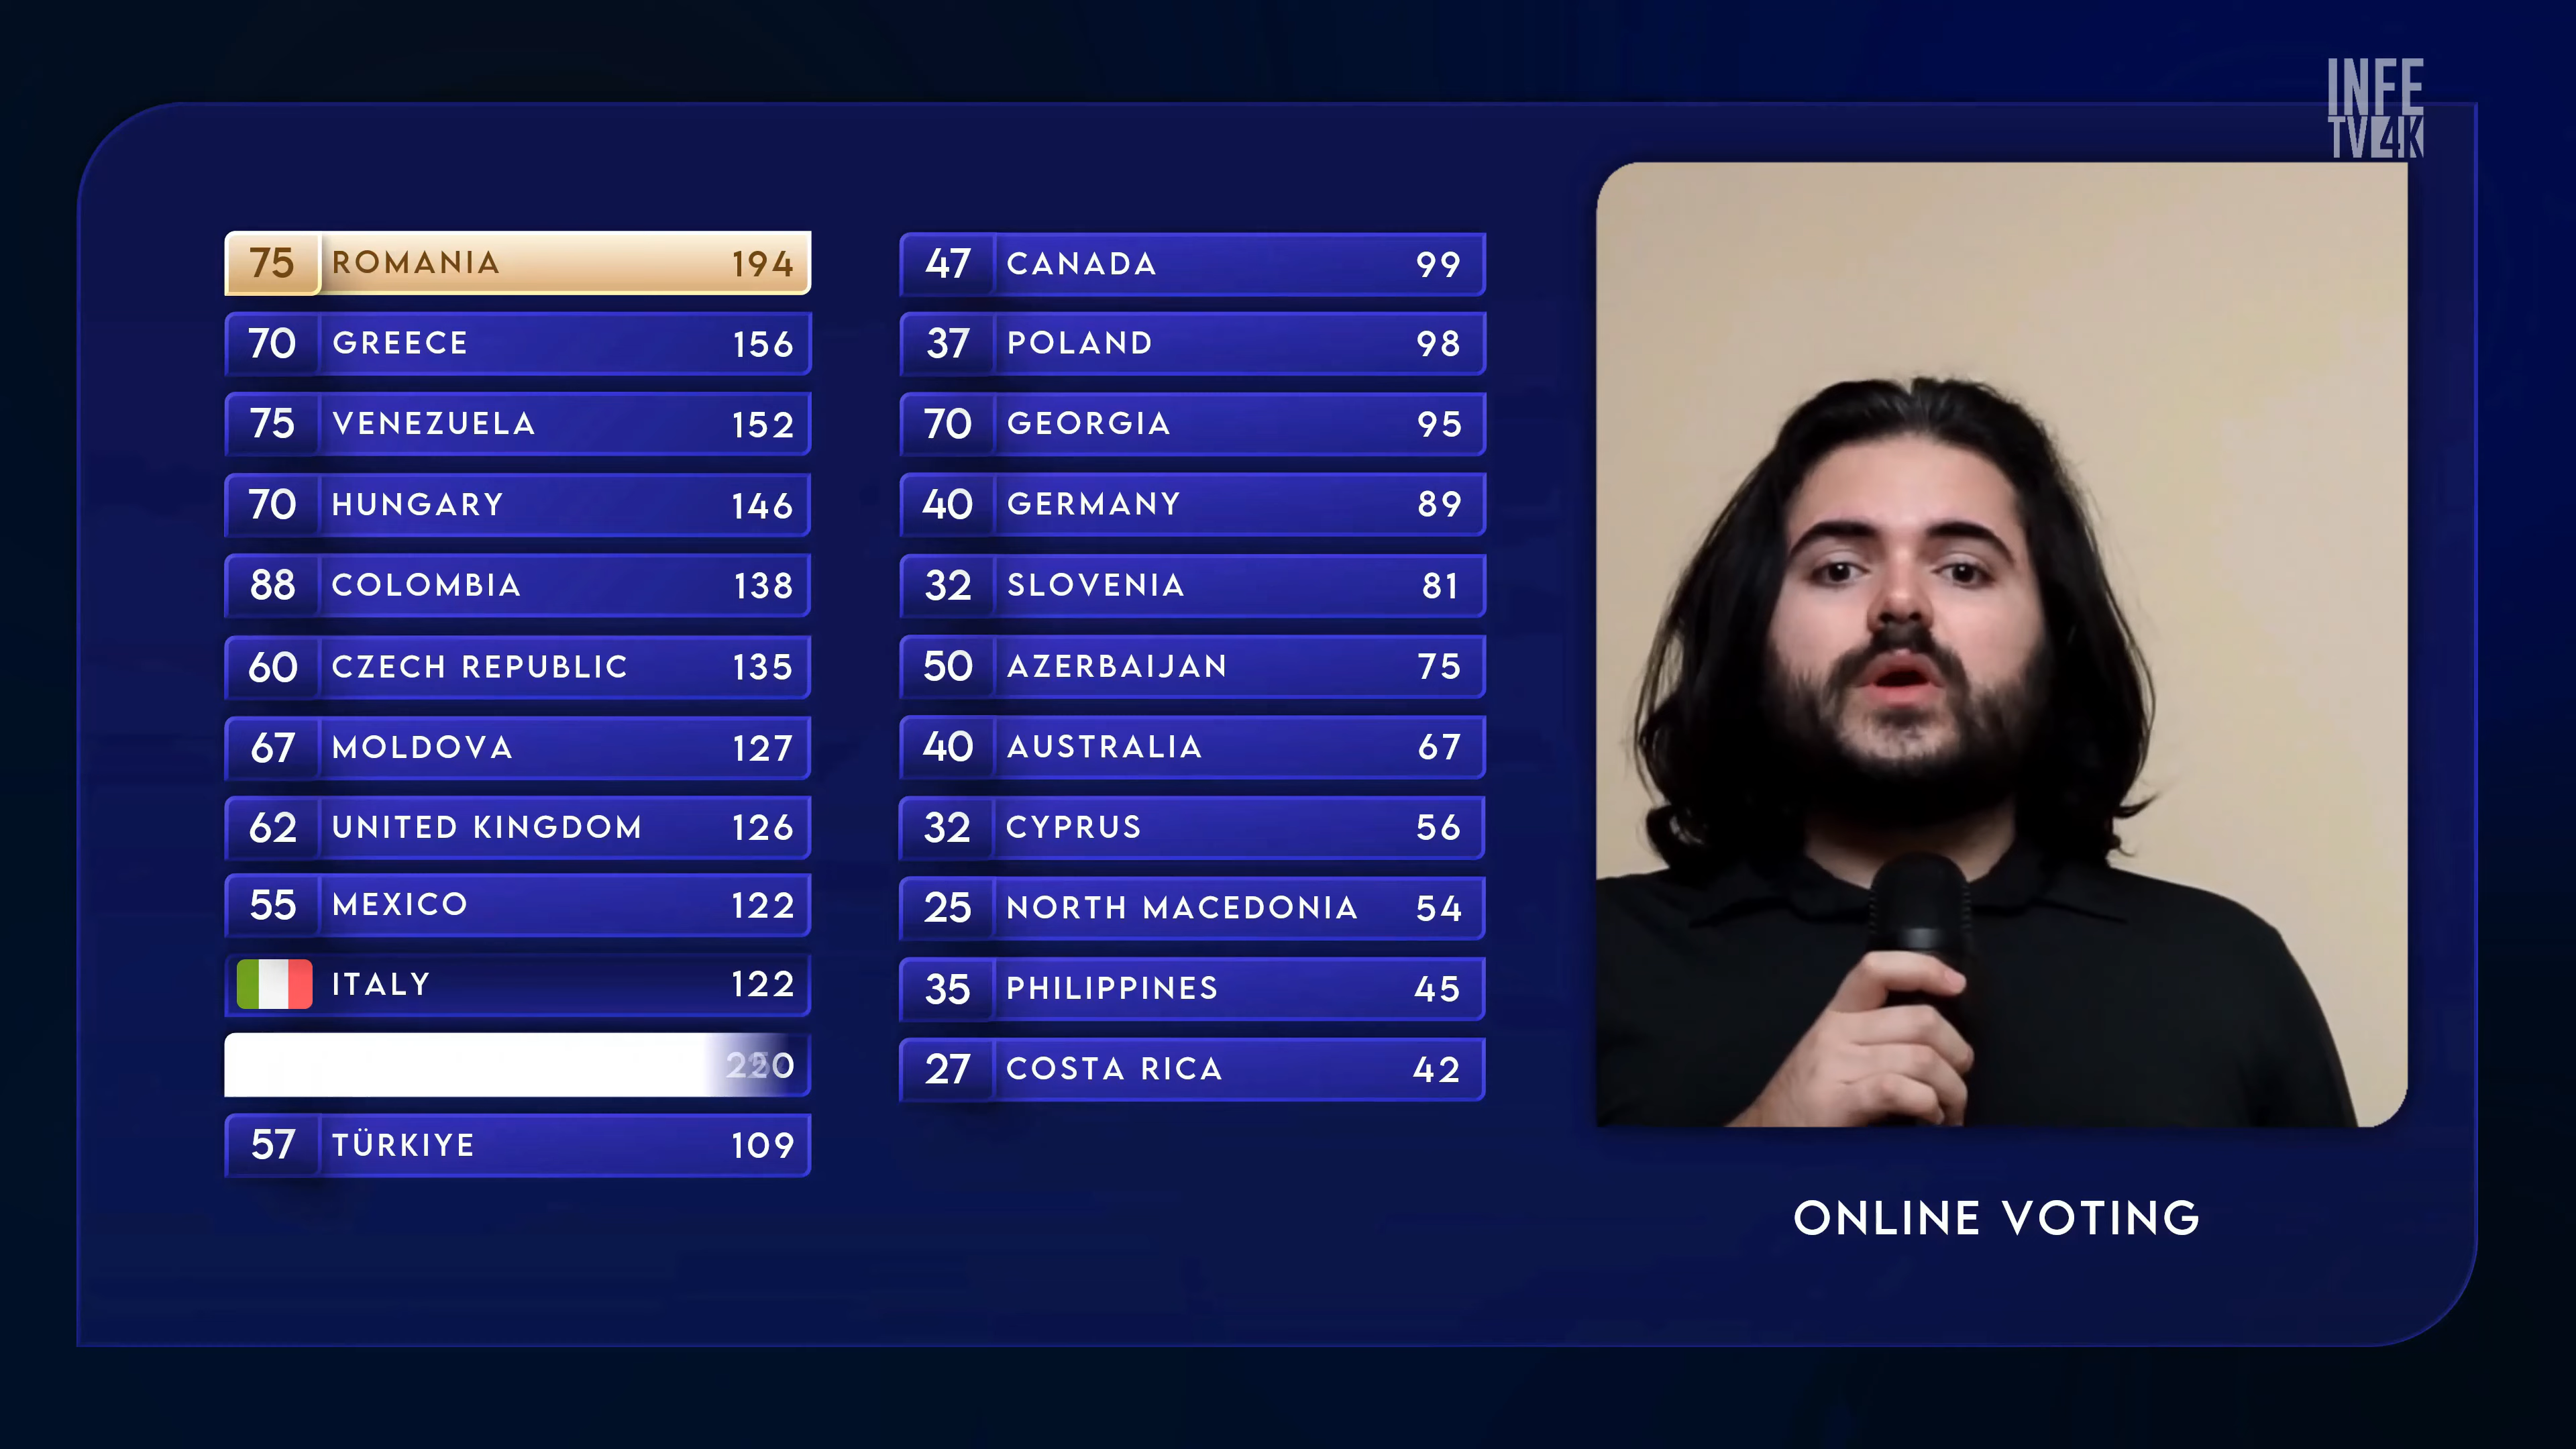 INFE
TV4K
75 ROMANIA 194
70 GREECE 156
75 VENEZUELA 152
70 HUNGARY 146
88 COLOMBIA 138
60 CZECH REPUBLIC 135
67 MOLDOVA 127
62 UNITED KINGDOM 126
55 MEXICO 122
ITALY 122
57 TÜRKIYE 109
47 CANADA 99
37 POLAND 98
70 GEORGIA 95
40 GERMANY 89
32 SLOVENIA 81
50 AZERBAIJAN 75
40 AUSTRALIA 67
32 CYPRUS 56
25 NORTH MACEDONIA 54
35 PHILIPPINES 45
27 COSTA RICA 42
ONLINE VOTING